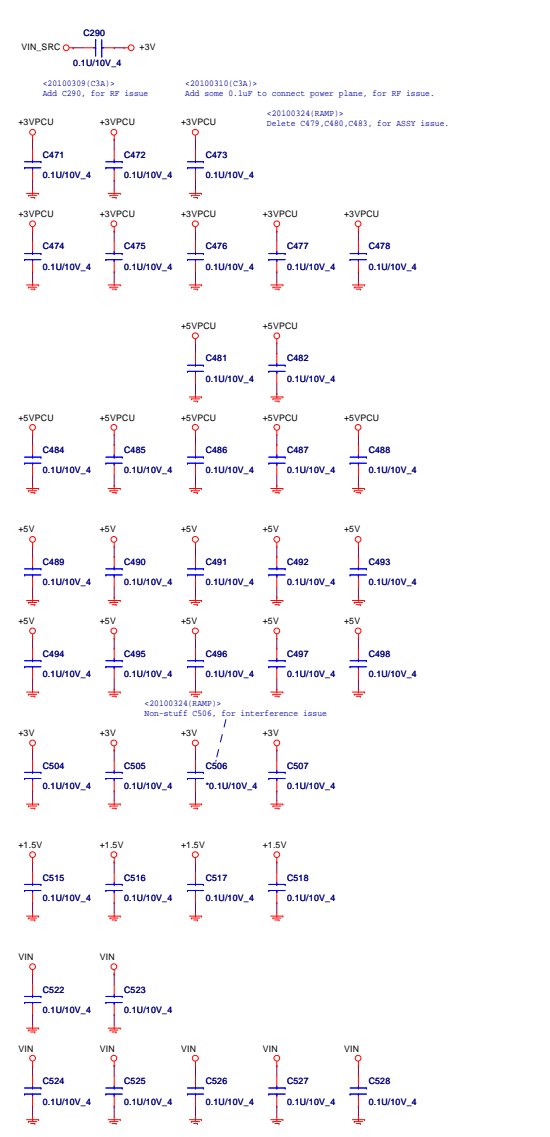 C290
VIN_SRC +3V
0.1U/10V_4
<20100309(C3A)>
Add C290, for RF issue
<20100310(C3A)>
Add some 0.1uF to connect power plane, for RF issue.
<20100324(RAMP)>
Delete C479,C480,C483, for ASSY issue.
+3VPCU +3VPCU +3VPCU
C471 C472 C473
0.1U/10V_4 0.1U/10V_4 0.1U/10V_4
+3VPCU +3VPCU +3VPCU +3VPCU +3VPCU
C474 C475 C476 C477 C478
0.1U/10V_4 0.1U/10V_4 0.1U/10V_4 0.1U/10V_4 0.1U/10V_4
+5VPCU +5VPCU
C481 C482
0.1U/10V_4 0.1U/10V_4
+5VPCU +5VPCU +5VPCU +5VPCU +5VPCU
C484 C485 C486 C487 C488
0.1U/10V_4 0.1U/10V_4 0.1U/10V_4 0.1U/10V_4 0.1U/10V_4
+5V +5V +5V +5V +5V
C489 C490 C491 C492 C493
0.1U/10V_4 0.1U/10V_4 0.1U/10V_4 0.1U/10V_4 0.1U/10V_4
+5V +5V +5V +5V +5V
C494 C495 C496 C497 C498
0.1U/10V_4 0.1U/10V_4 0.1U/10V_4 0.1U/10V_4 0.1U/10V_4
<20100324(RAMP)>
Non-stuff C506, for interference issue
+3V +3V +3V +3V
C504 C505 C506 C507
0.1U/10V_4 0.1U/10V_4 *0.1U/10V_4 0.1U/10V_4
+1.5V +1.5V +1.5V +1.5V
C515 C516 C517 C518
0.1U/10V_4 0.1U/10V_4 0.1U/10V_4 0.1U/10V_4
VIN VIN
C522 C523
0.1U/10V_4 0.1U/10V_4
VIN VIN VIN VIN VIN
C524 C525 C526 C527 C528
0.1U/10V_4 0.1U/10V_4 0.1U/10V_4 0.1U/10V_4 0.1U/10V_4